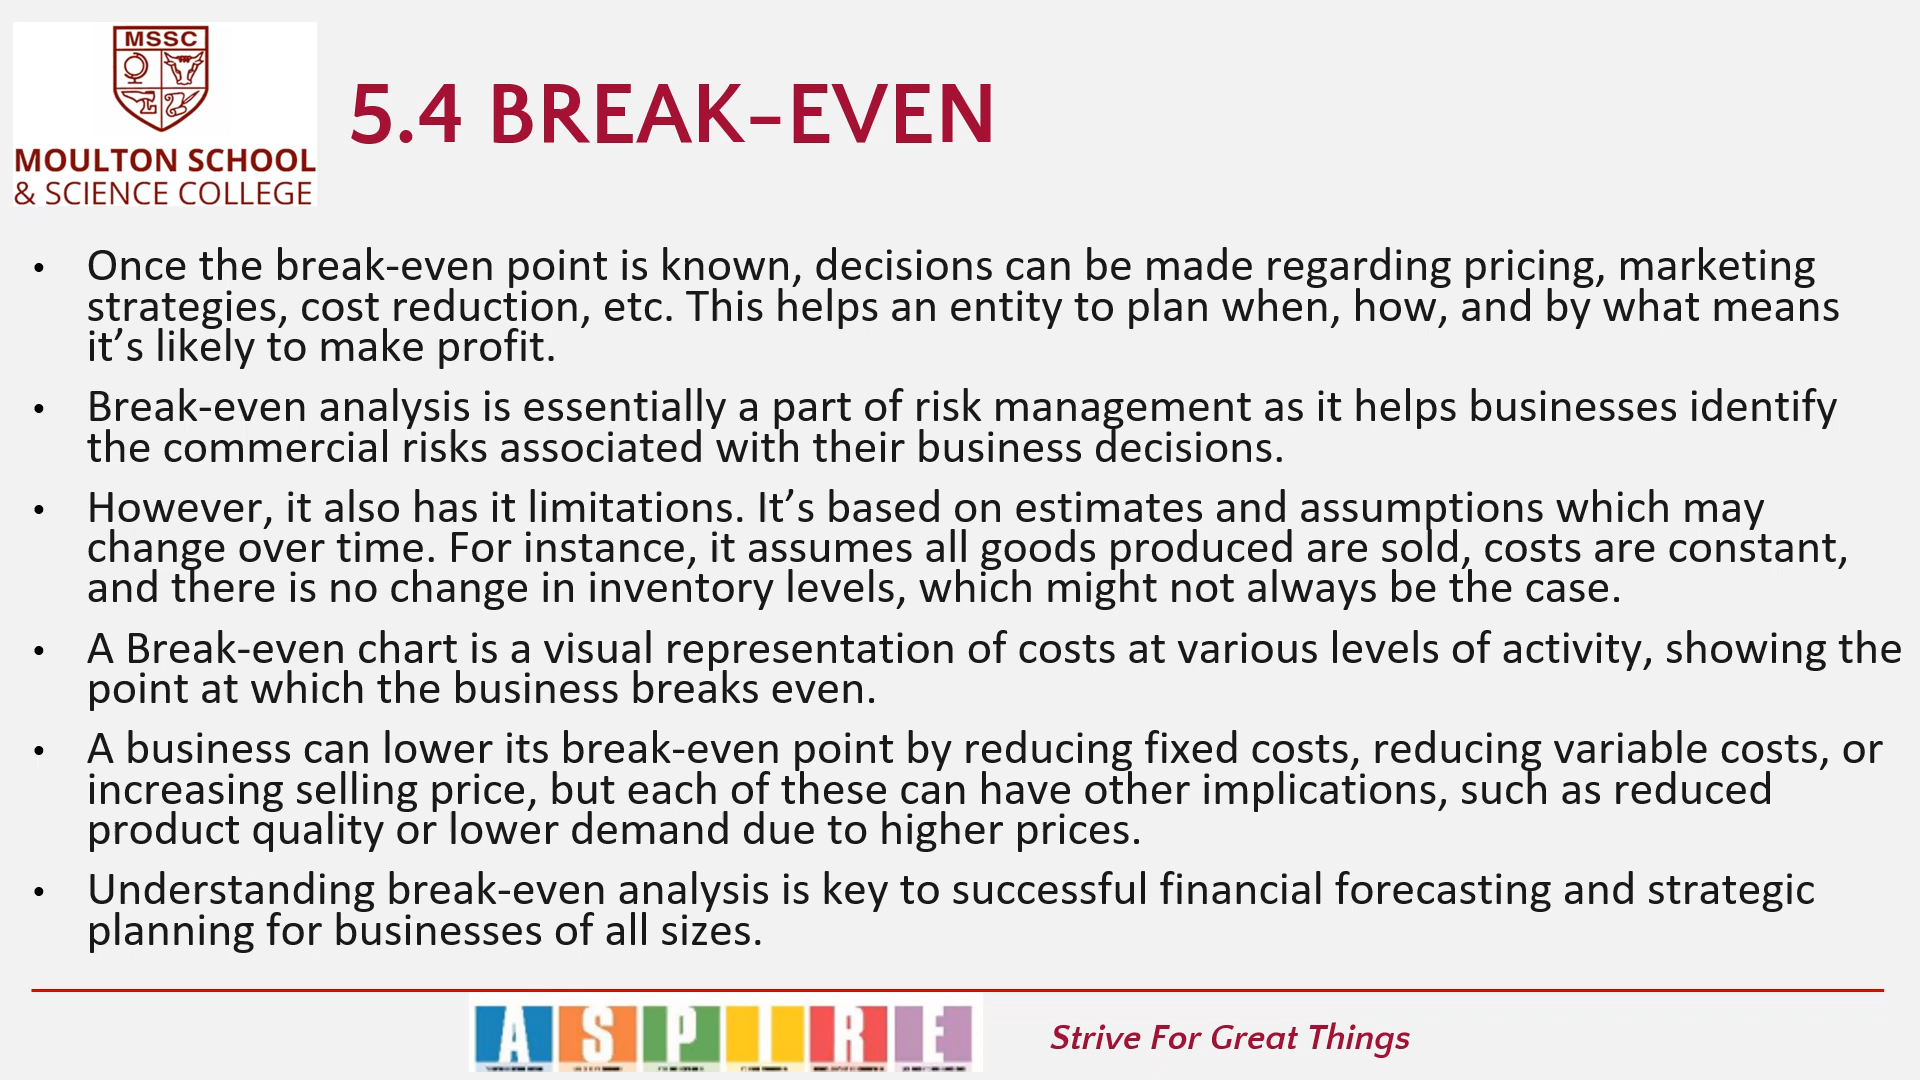 MSSC
MOULTON SCHOOL
& SCIENCE COLLEGE
5.4 BREAK-EVEN
• Once the break-even point is known, decisions can be made regarding pricing, marketing
strategies, cost reduction, etc. This helps an entity to plan when, how, and by what means
it’s likely to make profit.
• Break-even analysis is essentially a part of risk management as it helps businesses identify
the commercial risks associated with their business decisions.
• However, it also has it limitations. It’s based on estimates and assumptions which may
change over time. For instance, it assumes all goods produced are sold, costs are constant,
and there is no change in inventory levels, which might not always be the case.
• A Break-even chart is a visual representation of costs at various levels of activity, showing the
point at which the business breaks even.
• A business can lower its break-even point by reducing fixed costs, reducing variable costs, or
increasing selling price, but each of these can have other implications, such as reduced
product quality or lower demand due to higher prices.
• Understanding break-even analysis is key to successful financial forecasting and strategic
planning for businesses of all sizes.
ASPIRE
Strive For Great Things